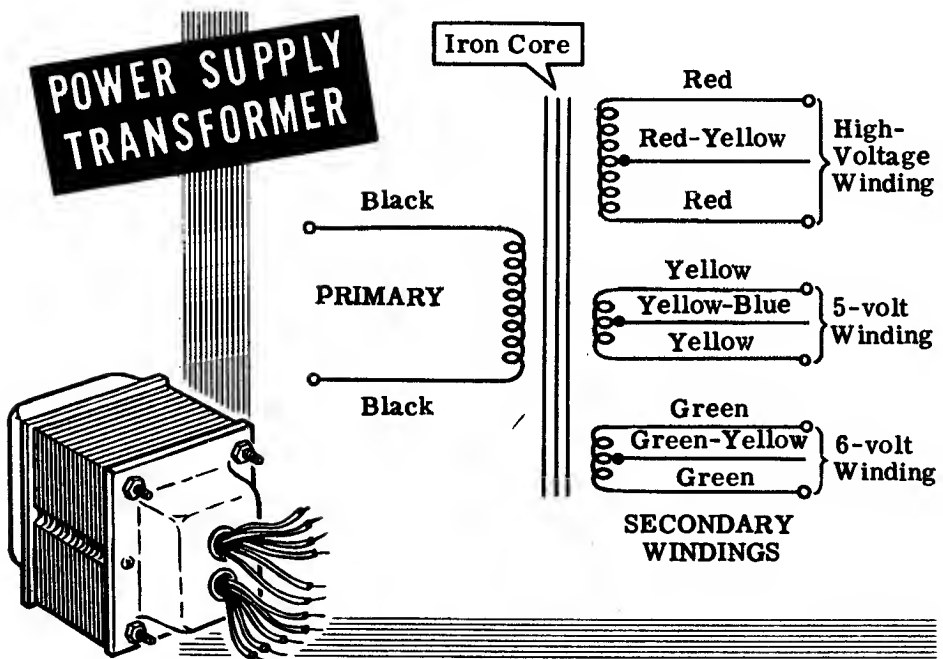 POWER SUPPLY
TRANSFORMER
Iron Core
Black
PRIMARY
Black
Red
Red-Yellow
Red
High-
Voltage
Winding
Yellow
Yellow-Blue
Yellow
5-volt
Winding
Green
Green-Yellow
Green
6-volt
Winding
SECONDARY
WINDINGS